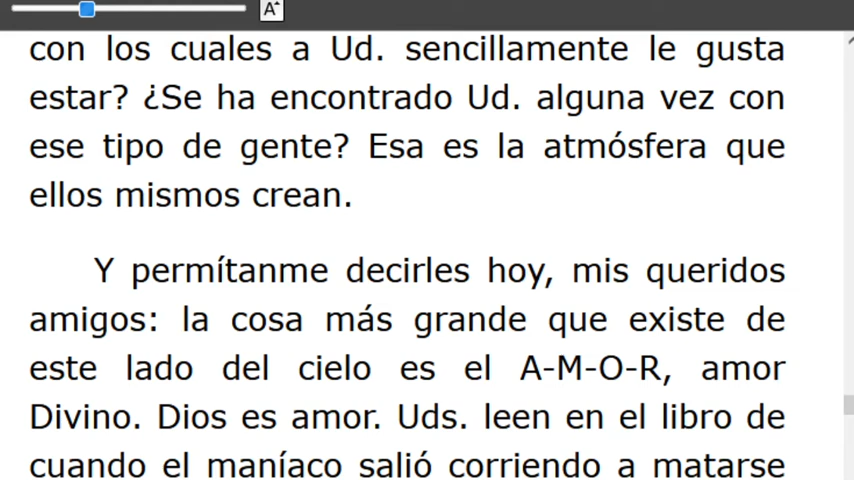 A
con los cuales a Ud. sencillamente le gusta
estar? ¿Se ha encontrado Ud. alguna vez con
ese tipo de gente? Esa es la atmósfera que
ellos mismos crean.
Y permítanme decirles hoy, mis queridos
amigos: la cosa más grande que existe de
este lado del cielo es el A-M-O-R, amor
Divino. Dios es amor. Uds. leen en el libro de
cuando el maníaco salió corriendo a matarse